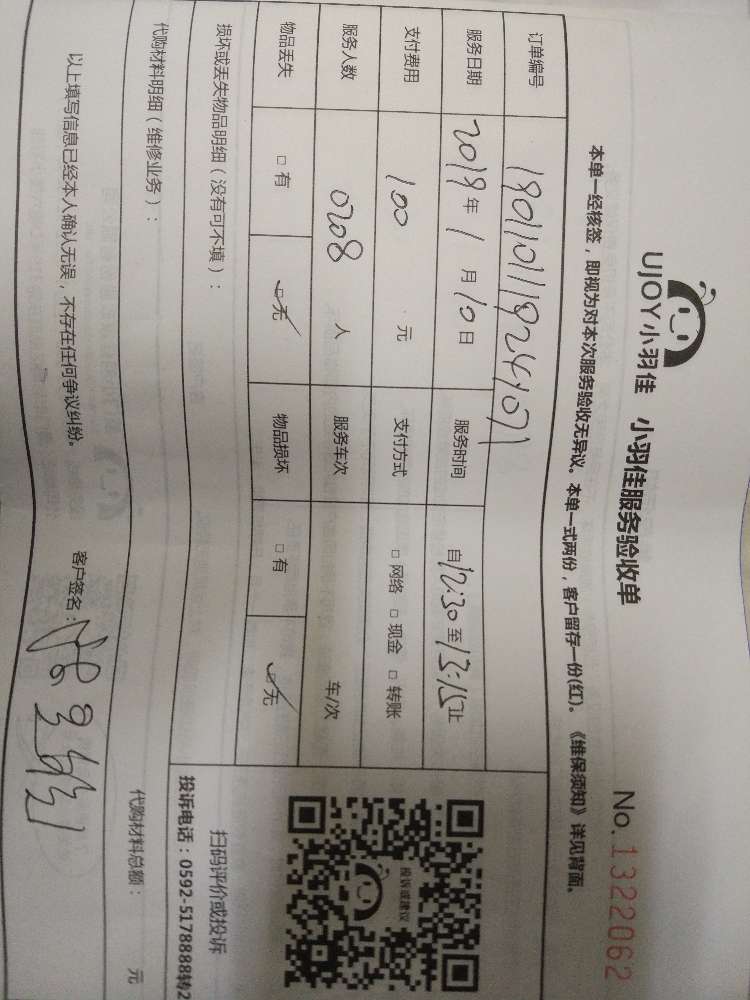 UJOY小羽佳 小羽佳服务验收单 No.1322062
本单一经核签，即视为对本次服务验收无异议。本单一式两份，客户留存一份(红)。《维保须知》详见背面。
订单编号 19011011182441071
服务日期 2019年1月10日 服务时间 自12:30至13:15止
支付费用 100 元 支付方式 □网络 □现金 □转账
服务人数 0208 人 服务车次 车/次
物品丢失 □有 □无 物品损坏 □有 □无
损坏或丢失物品明细（没有可不填）：
投诉或建议
扫码评价或投诉
投诉电话：0592-5178888转2
代购材料明细（维修业务）： 代购材料总额： 元
以上填写信息已经本人确认无误，不存在任何争议纠纷。 客户签名：